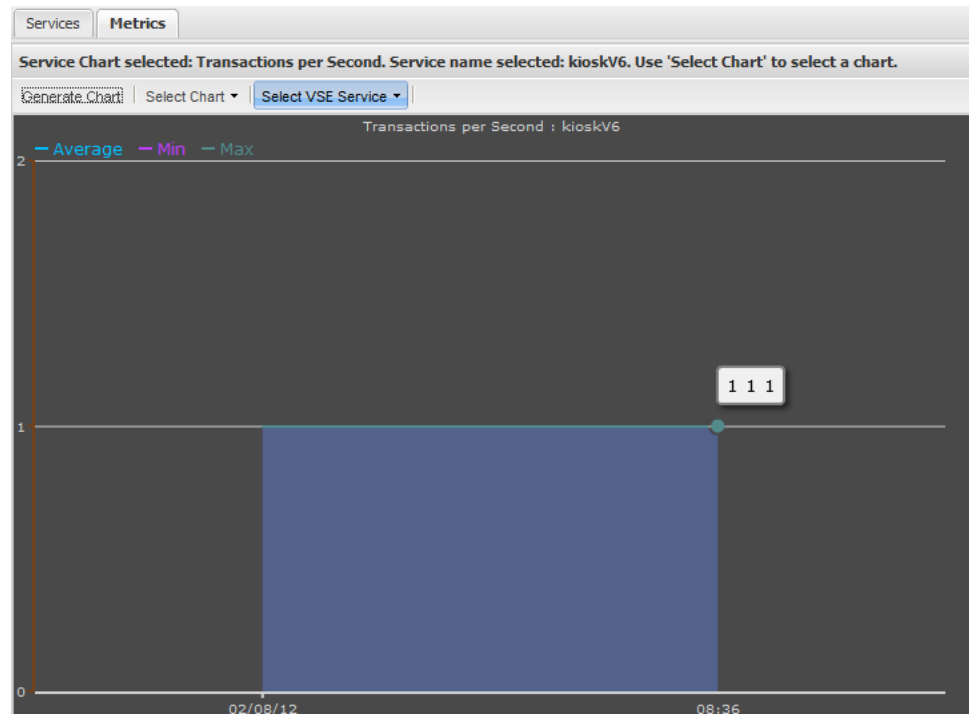 Services Metrics
Service Chart selected: Transactions per Second. Service name selected: kioskV6. Use 'Select Chart' to select a chart.
Generate Chart Select Chart Select VSE Service
Transactions per Second : kioskV6
Average Min Max
2
1 1 1
1
0
02/08/12 08:36